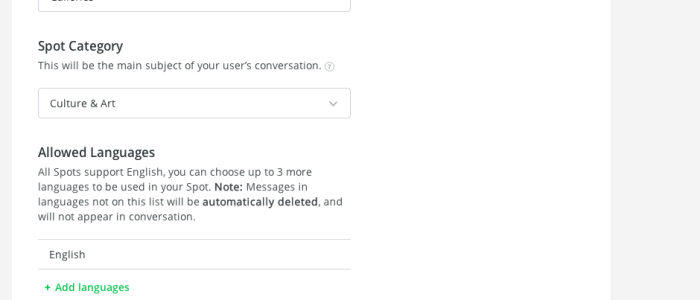 Spot Category
This will be the main subject of your user's conversation. ?
Culture & Art
Allowed Languages
All Spots support English, you can choose up to 3 more
languages to be used in your Spot. Note: Messages in
languages not on this list will be automatically deleted, and
will not appear in conversation.
English
+ Add languages